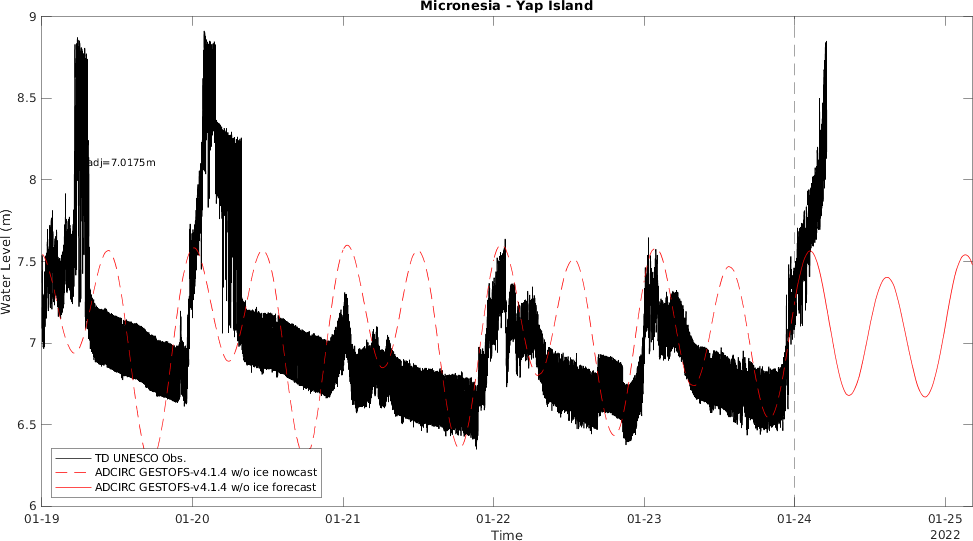 Micronesia - Yap Island
9
8.5
adj=7.0175m
8
Water Level (m)
7.5
7
6.5
TD UNESCO Obs.
ADCIRC GESTOFS-v4.1.4 w/o ice nowcast
ADCIRC GESTOFS-v4.1.4 w/o ice forecast
6
01-19 01-20 01-21 01-22 01-23 01-24 01-25
Time 2022